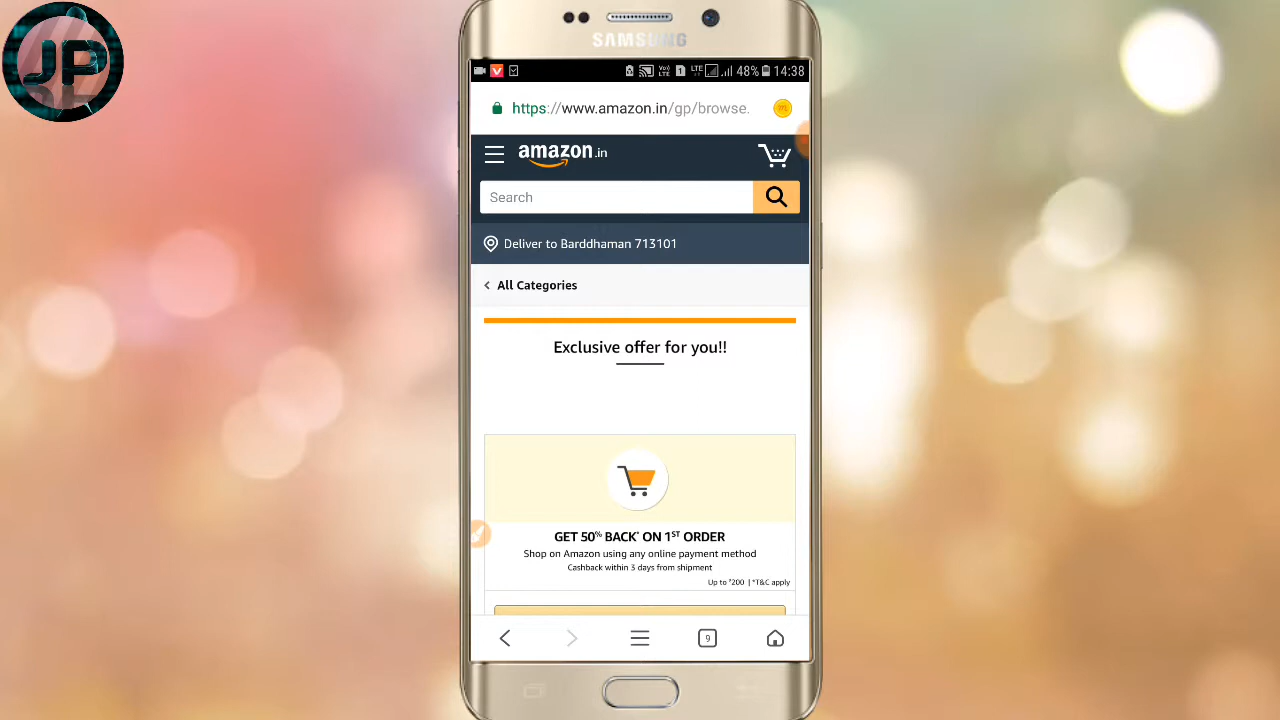 JP
SAMSUNG
48% 14:38
https://www.amazon.in/gp/browse.
amazon.in
Search
Deliver to Barddhaman 713101
All Categories
Exclusive offer for you!!
GET 50% BACK* ON 1ST ORDER
Shop on Amazon using any online payment method
Cashback within 3 days from shipment
Up to ₹200 | *T&C apply
9